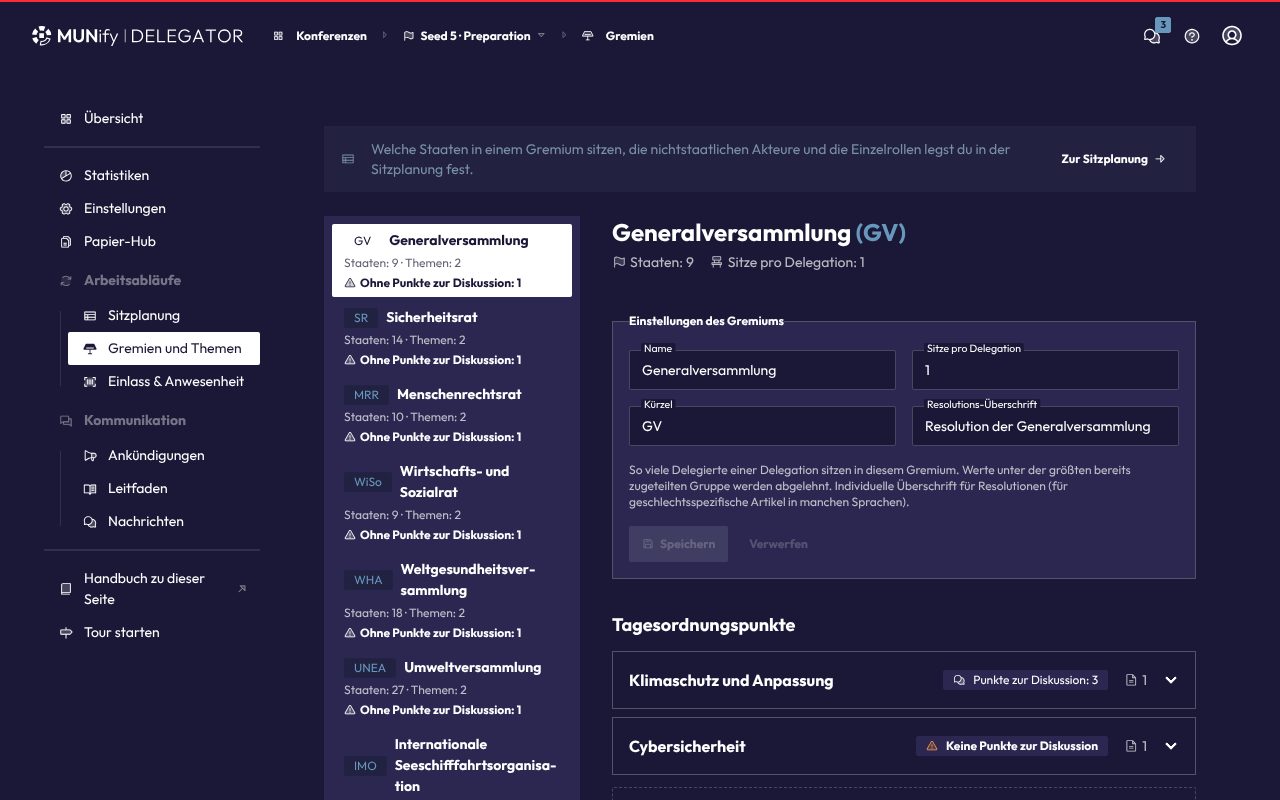 MUNify | DELEGATOR
Konferenzen
Seed 5 · Preparation
Gremien
3
Übersicht
Statistiken
Einstellungen
Papier-Hub
Arbeitsabläufe
Sitzplanung
Gremien und Themen
Einlass & Anwesenheit
Kommunikation
Ankündigungen
Leitfaden
Nachrichten
Handbuch zu dieser
Seite
Tour starten
Welche Staaten in einem Gremium sitzen, die nichtstaatlichen Akteure und die Einzelrollen legst du in der
Sitzplanung fest.
Zur Sitzplanung
GV Generalversammlung
Staaten: 9 · Themen: 2
Ohne Punkte zur Diskussion: 1
SR Sicherheitsrat
Staaten: 14 · Themen: 2
Ohne Punkte zur Diskussion: 1
MRR Menschenrechtsrat
Staaten: 10 · Themen: 2
Ohne Punkte zur Diskussion: 1
WiSo Wirtschafts- und
Sozialrat
Staaten: 9 · Themen: 2
Ohne Punkte zur Diskussion: 1
WHA Weltgesundheitsver-
sammlung
Staaten: 18 · Themen: 2
Ohne Punkte zur Diskussion: 1
UNEA Umweltversammlung
Staaten: 27 · Themen: 2
Ohne Punkte zur Diskussion: 1
IMO Internationale
Seeschifffahrtsorganisa-
tion
Generalversammlung (GV)
Staaten: 9 Sitze pro Delegation: 1
Einstellungen des Gremiums
Name
Generalversammlung
Sitze pro Delegation
1
Kürzel
GV
Resolutions-Überschrift
Resolution der Generalversammlung
So viele Delegierte einer Delegation sitzen in diesem Gremium. Werte unter der größten bereits
zugeteilten Gruppe werden abgelehnt. Individuelle Überschrift für Resolutionen (für
geschlechtsspezifische Artikel in manchen Sprachen).
Speichern
Verwerfen
Tagesordnungspunkte
Klimaschutz und Anpassung
Punkte zur Diskussion: 3
1
Cybersicherheit
Keine Punkte zur Diskussion
1